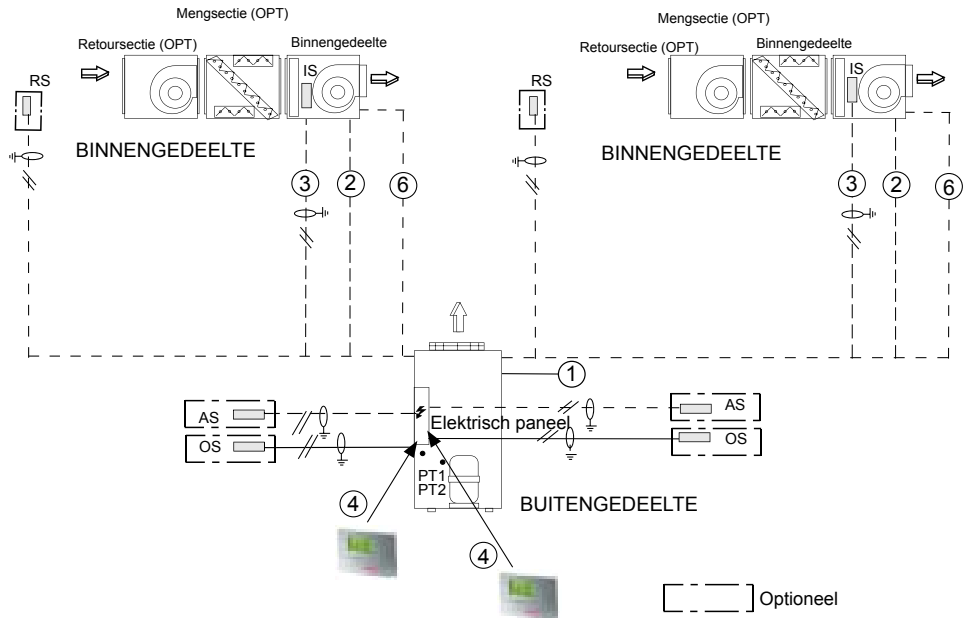 Mengsectie (OPT)
Retoursectie (OPT)
Binnengedeelte
IS
RS
BINNENGEDEELTE
3
2
6
Mengsectie (OPT)
Retoursectie (OPT)
Binnengedeelte
IS
RS
BINNENGEDEELTE
3
2
6
1
AS
OS
Elektrisch paneel
AS
OS
PT1
PT2
BUITENGEDEELTE
4
4
Optioneel